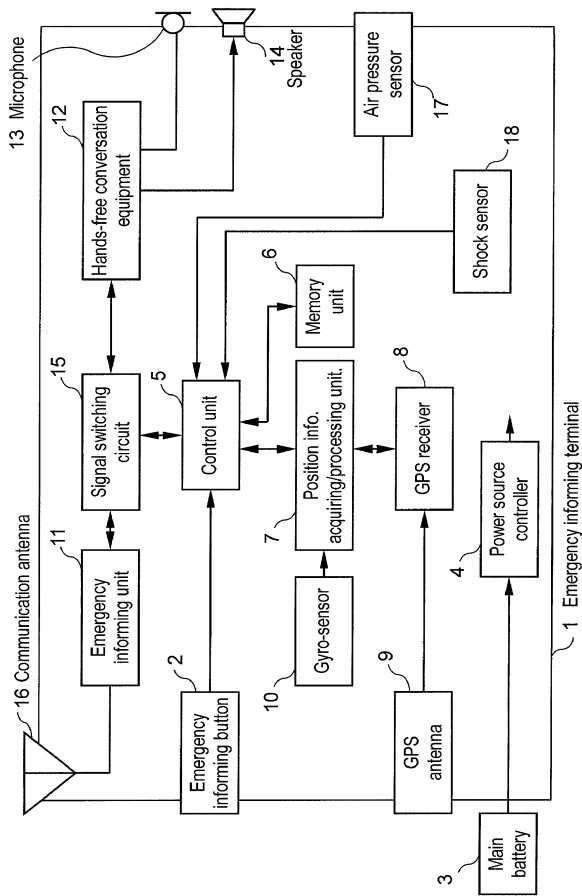 16 Communication antenna
11
Emergency
informing unit
15
Signal switching
circuit
12
Hands-free conversation
equipment
13 Microphone
14
Speaker
2
Emergency
informing button
5
Control unit
6
Memory
unit
Air pressure
sensor
17
10
Gyro-sensor
7
Position info.
acquiring/processing unit.
Shock sensor
18
9
GPS
antenna
8
GPS receiver
3
Main
battery
4
Power source
controller
1 Emergency informing terminal